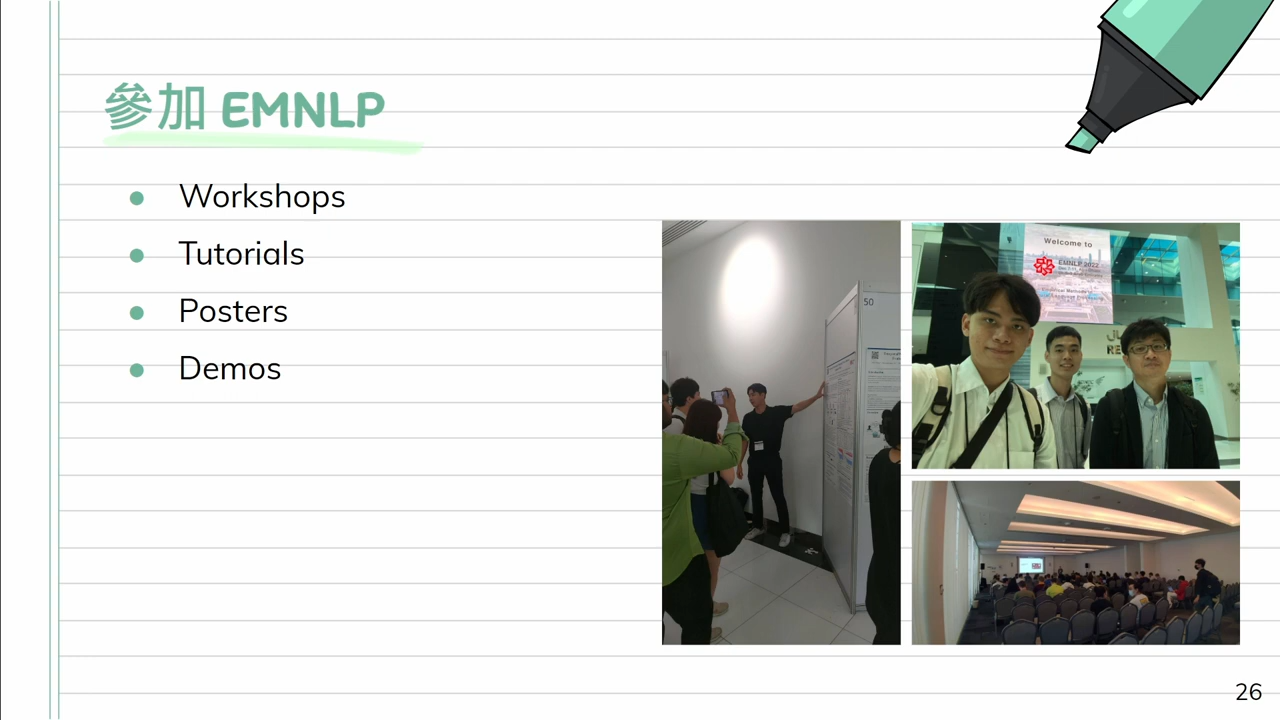 參加 EMNLP
Workshops
Tutorials
Posters
Demos
50
Welcome to
EMNLP 2022
26